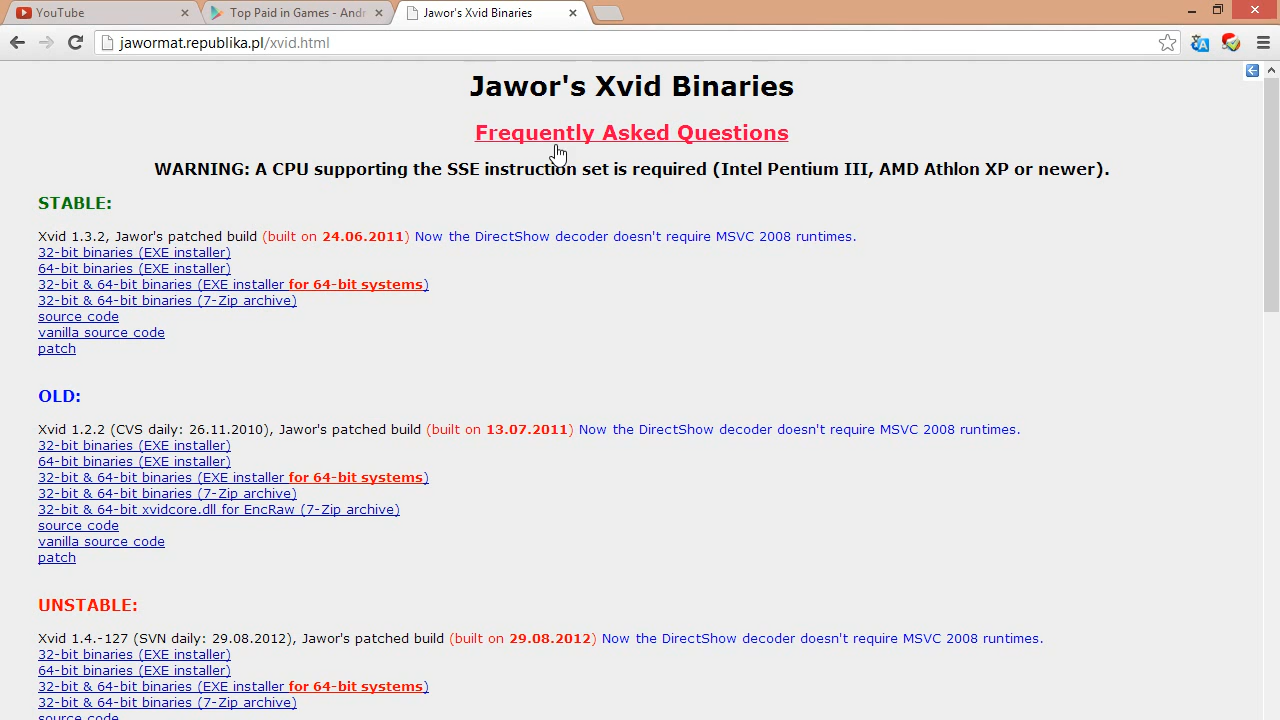 YouTube
Top Paid in Games - Andr
Jawor's Xvid Binaries
jawormat.republika.pl/xvid.html
Jawor's Xvid Binaries
Frequently Asked Questions
WARNING: A CPU supporting the SSE instruction set is required (Intel Pentium III, AMD Athlon XP or newer).
STABLE:
Xvid 1.3.2, Jawor's patched build (built on 24.06.2011) Now the DirectShow decoder doesn't require MSVC 2008 runtimes.
32-bit binaries (EXE installer)
64-bit binaries (EXE installer)
32-bit & 64-bit binaries (EXE installer for 64-bit systems)
32-bit & 64-bit binaries (7-Zip archive)
source code
vanilla source code
patch
OLD:
Xvid 1.2.2 (CVS daily: 26.11.2010), Jawor's patched build (built on 13.07.2011) Now the DirectShow decoder doesn't require MSVC 2008 runtimes.
32-bit binaries (EXE installer)
64-bit binaries (EXE installer)
32-bit & 64-bit binaries (EXE installer for 64-bit systems)
32-bit & 64-bit binaries (7-Zip archive)
32-bit & 64-bit xvidcore.dll for EncRaw (7-Zip archive)
source code
vanilla source code
patch
UNSTABLE:
Xvid 1.4.-127 (SVN daily: 29.08.2012), Jawor's patched build (built on 29.08.2012) Now the DirectShow decoder doesn't require MSVC 2008 runtimes.
32-bit binaries (EXE installer)
64-bit binaries (EXE installer)
32-bit & 64-bit binaries (EXE installer for 64-bit systems)
32-bit & 64-bit binaries (7-Zip archive)
source code